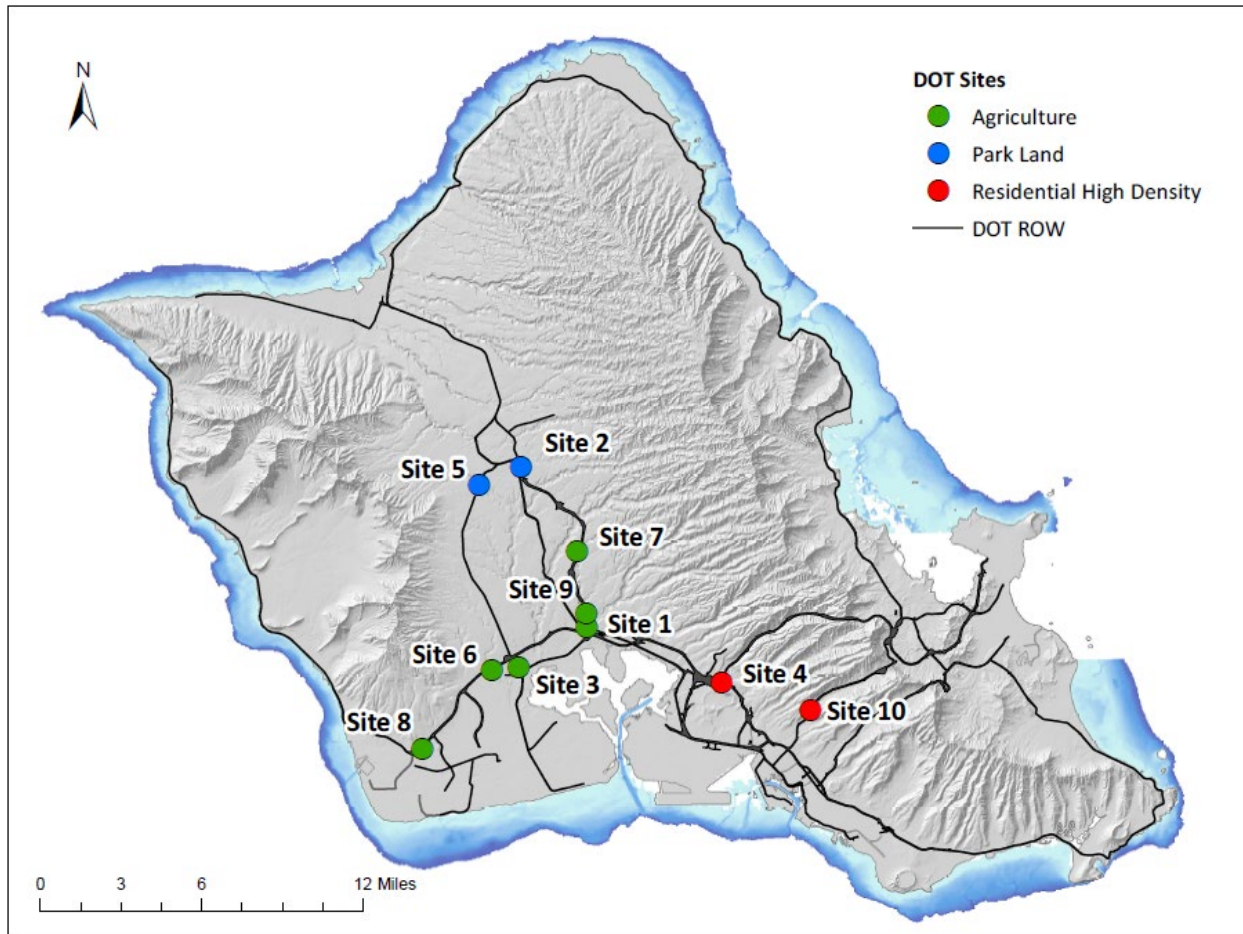 N
DOT Sites
Agriculture
Park Land
Residential High Density
DOT ROW
Site 2
Site 5
Site 7
Site 9
Site 1
Site 6
Site 3
Site 4
Site 10
Site 8
0 3 6 12 Miles